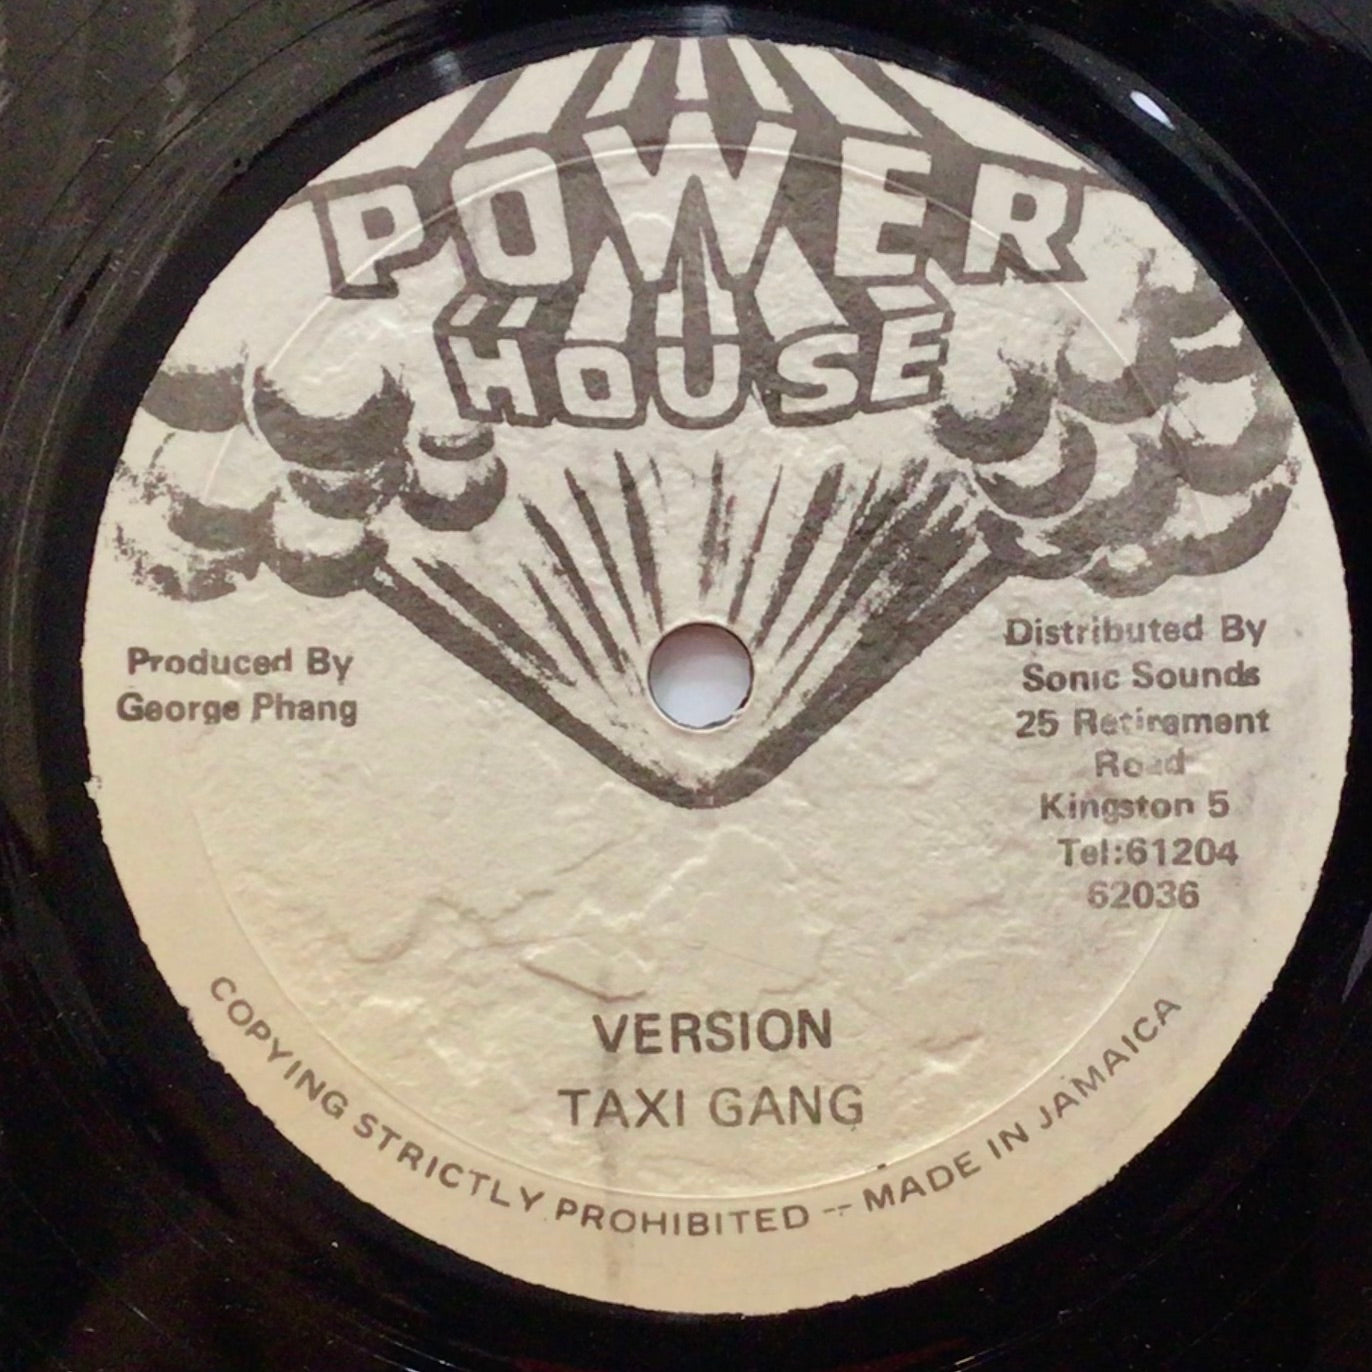 POWER
HOUSE
Produced By
George Phang
Distributed By
Sonic Sounds
25 Retirement
Road
Kingston 5
Tel:61204
62036
VERSION
TAXI GANG
COPYING STRICTLY PROHIBITED -- MADE IN JAMAICA